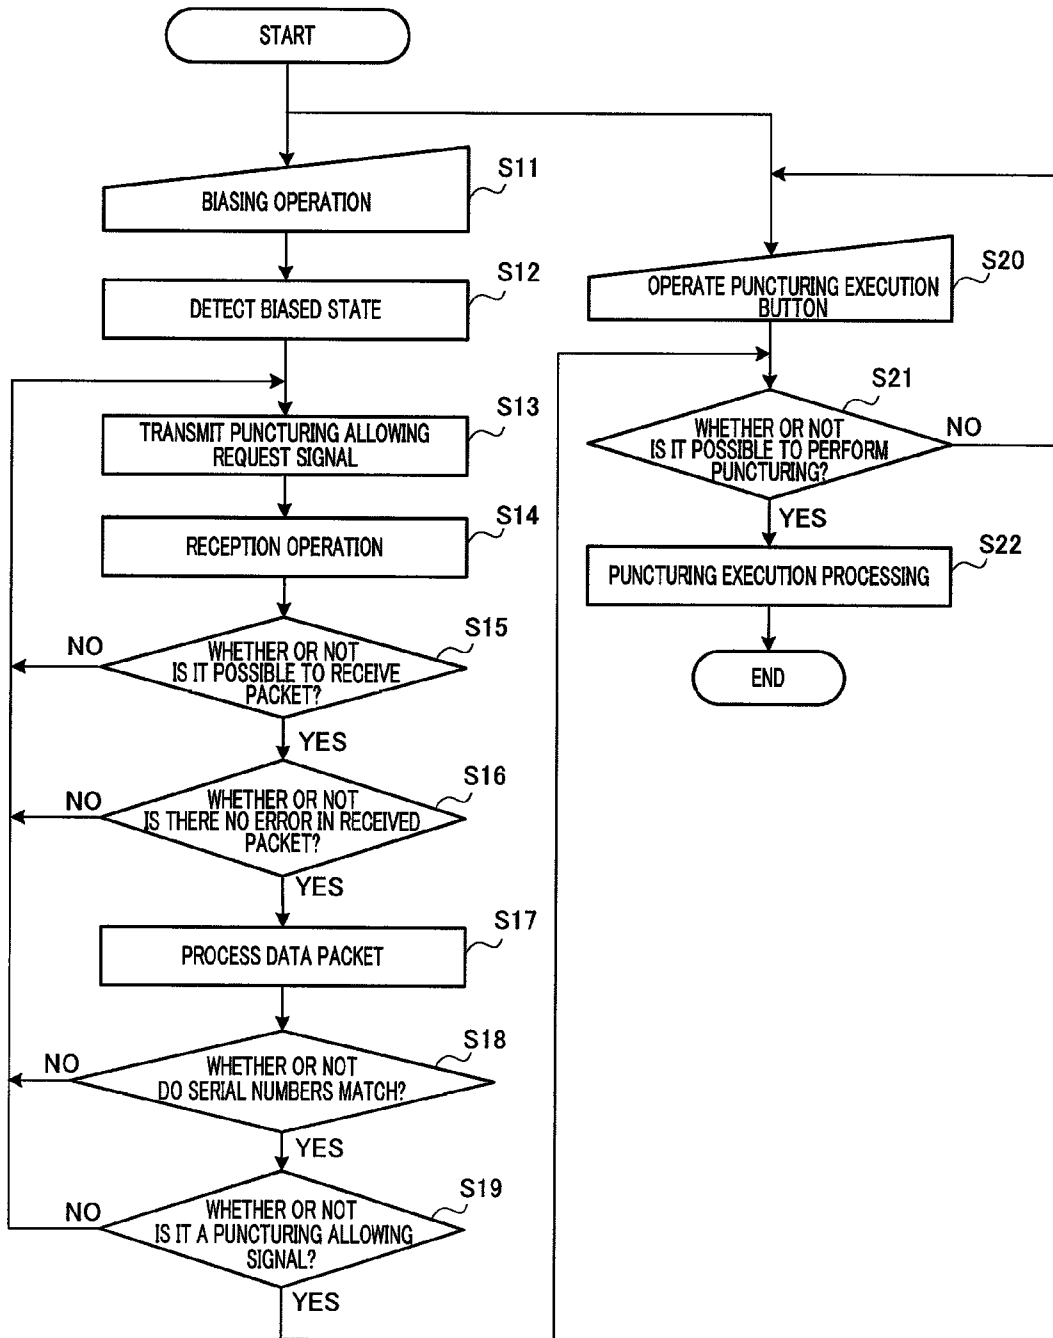 START
BIASING OPERATION
S11
DETECT BIASED STATE
S12
TRANSMIT PUNCTURING ALLOWING
REQUEST SIGNAL
S13
RECEPTION OPERATION
S14
WHETHER OR NOT
IS IT POSSIBLE TO RECEIVE
PACKET?
S15
NO
YES
WHETHER OR NOT
IS THERE NO ERROR IN RECEIVED
PACKET?
S16
NO
YES
PROCESS DATA PACKET
S17
WHETHER OR NOT
DO SERIAL NUMBERS MATCH?
S18
NO
YES
WHETHER OR NOT
IS IT A PUNCTURING ALLOWING
SIGNAL?
S19
NO
YES
OPERATE PUNCTURING EXECUTION
BUTTON
S20
WHETHER OR NOT
IS IT POSSIBLE TO PERFORM
PUNCTURING?
S21
NO
YES
PUNCTURING EXECUTION PROCESSING
S22
END